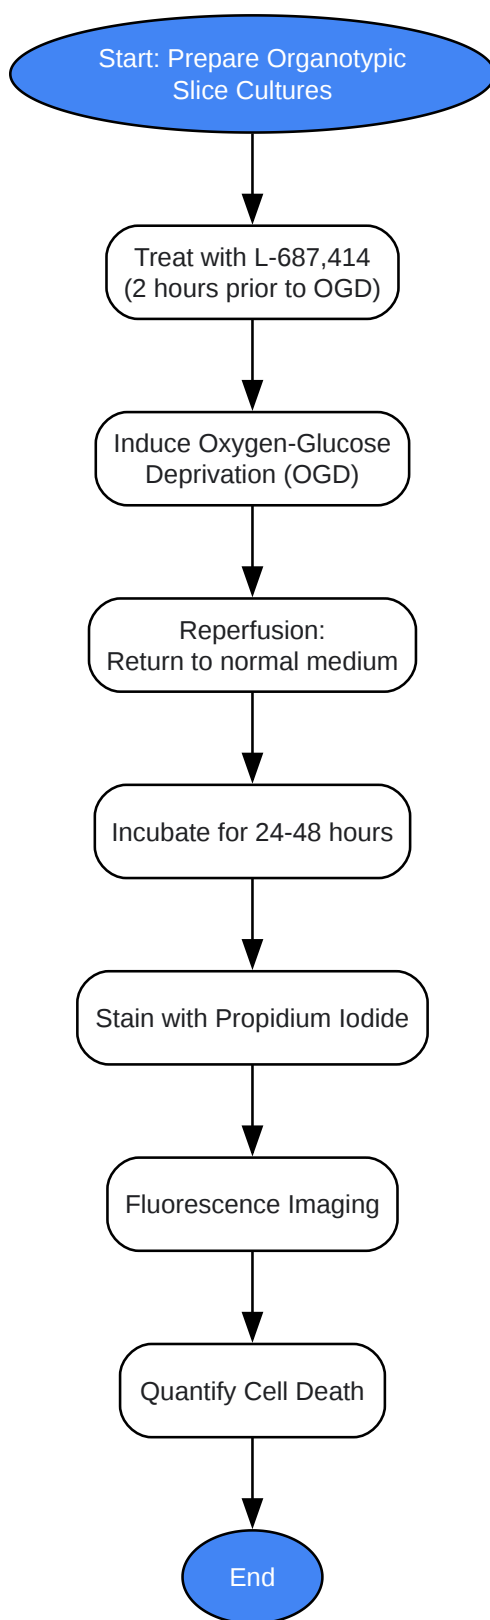 Start: Prepare Organotypic
Slice Cultures
Treat with L-687,414
(2 hours prior to OGD)
Induce Oxygen-Glucose
Deprivation (OGD)
Reperfusion:
Return to normal medium
Incubate for 24-48 hours
Stain with Propidium Iodide
Fluorescence Imaging
Quantify Cell Death
End